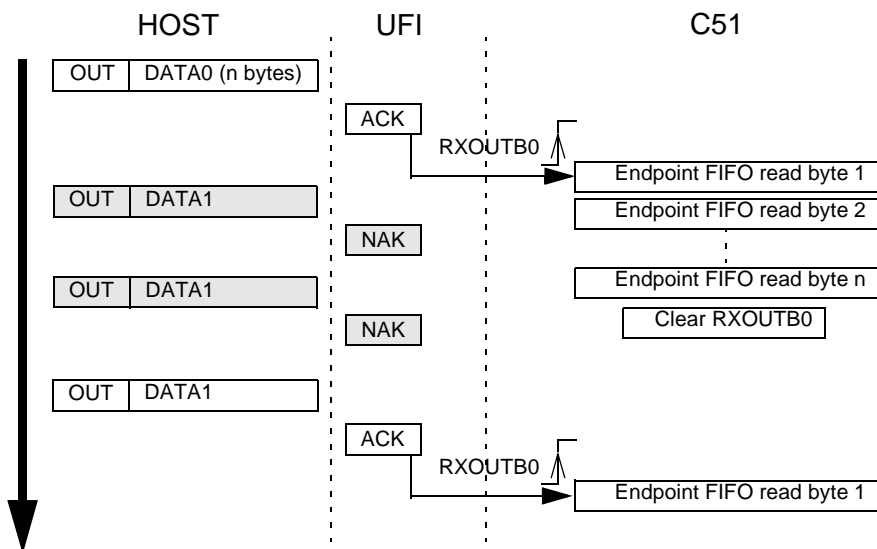 HOST UFI C51
OUT DATA0 (n bytes)
ACK
RXOUTB0
Endpoint FIFO read byte 1
OUT DATA1
Endpoint FIFO read byte 2
NAK
OUT DATA1
Endpoint FIFO read byte n
NAK
Clear RXOUTB0
OUT DATA1
ACK
RXOUTB0
Endpoint FIFO read byte 1